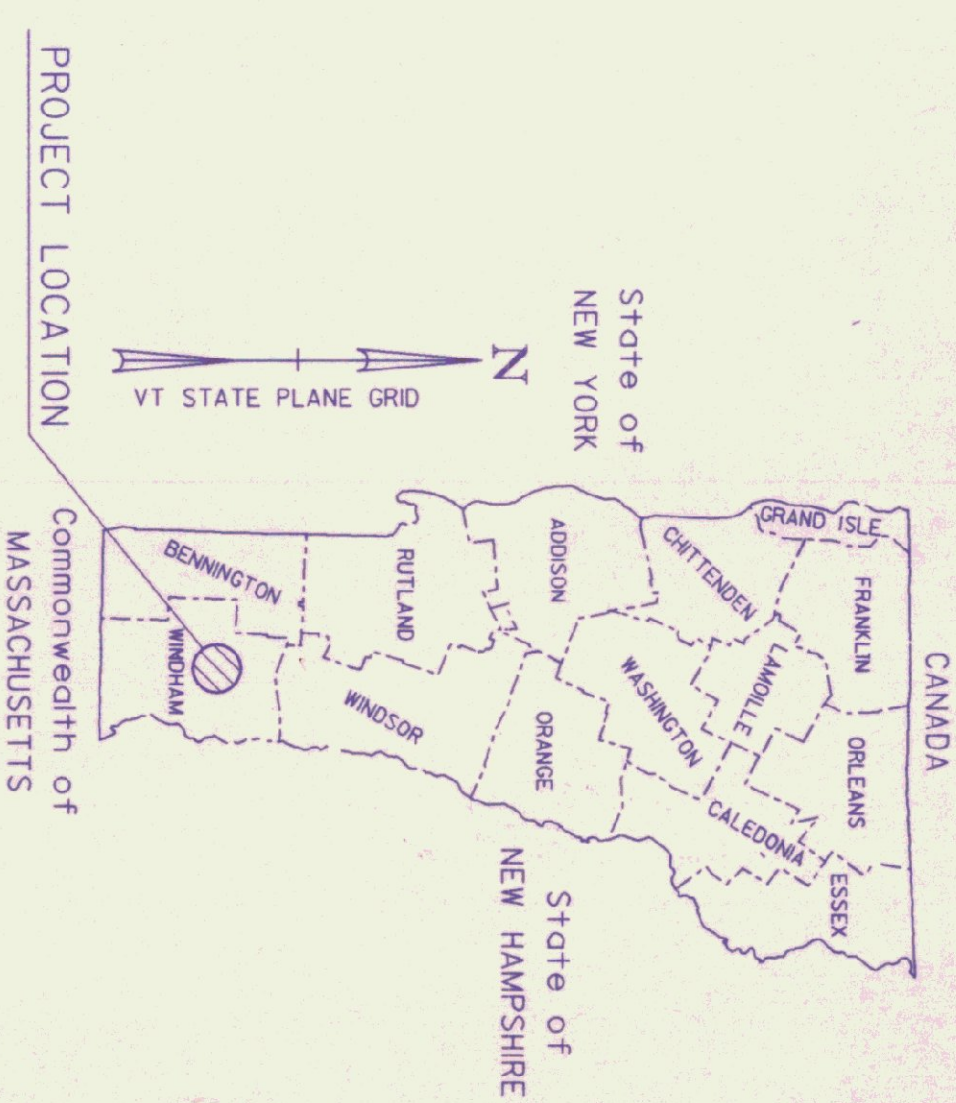 CANADA
GRAND ISLE
FRANKLIN
ORLEANS
ESSEX
CHITTENDEN
LAMOILLE
CALEDONIA
State of
NEW YORK
ADDISON
WASHINGTON
ORANGE
State of
NEW HAMPSHIRE
N
VT STATE PLANE GRID
RUTLAND
WINDSOR
BENNINGTON
WINDHAM
Commonwealth of
MASSACHUSETTS
PROJECT LOCATION